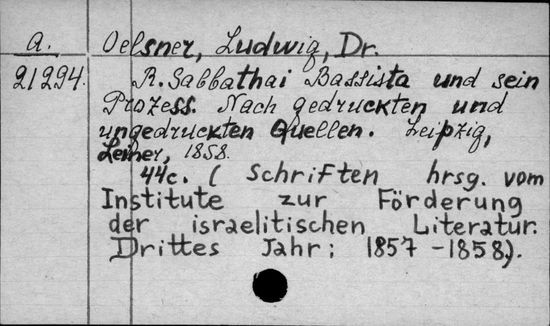 a. Oelsner, Ludwig, Dr.
21294. R. Sabbathai Bassista und sein
Prozess. Nach gedruckten und
ungedruckten Quellen. Leipzig,
Leiner, 1858.
44c. (Schriften hrsg. vom
Institute zur Förderung
der israelitischen Literatur.
Drittes Jahr: 1857-1858).